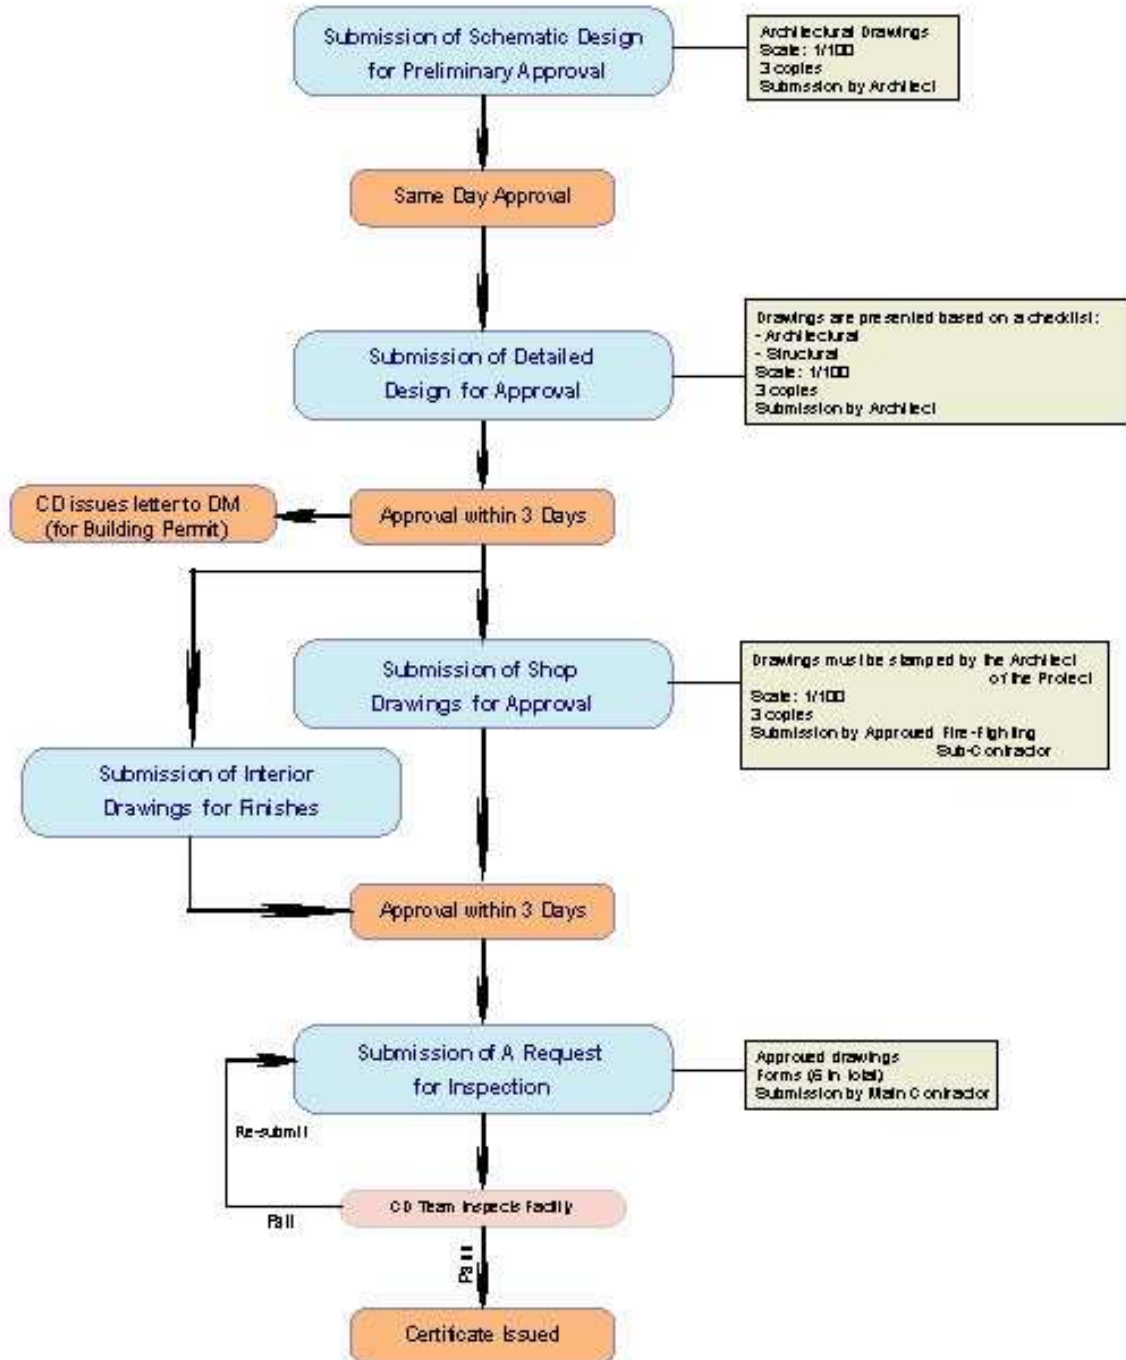 Submission of Schematic Design
for Preliminary Approval
Architectural Drawings
Scale: 1/100
3 copies
Submission by Architect
Same Day Approval
Submission of Detailed
Design for Approval
Drawings are presented based on a checklist:
- Architectural
- Structural
Scale: 1/100
3 copies
Submission by Architect
CD issues letter to DM
(for Building Permit)
Approval within 3 Days
Submission of Shop
Drawings for Approval
Drawings must be stamped by the Architect
of the Project
Scale: 1/100
3 copies
Submission by Approved Fire-Fighting
Sub-Contractor
Submission of Interior
Drawings for Finishes
Approval within 3 Days
Submission of A Request
for Inspection
Approved drawings
Forms (6 in total)
Submission by Main Contractor
Re-submit
CD Team Inspects Facility
Fail
Pass
Certificate Issued